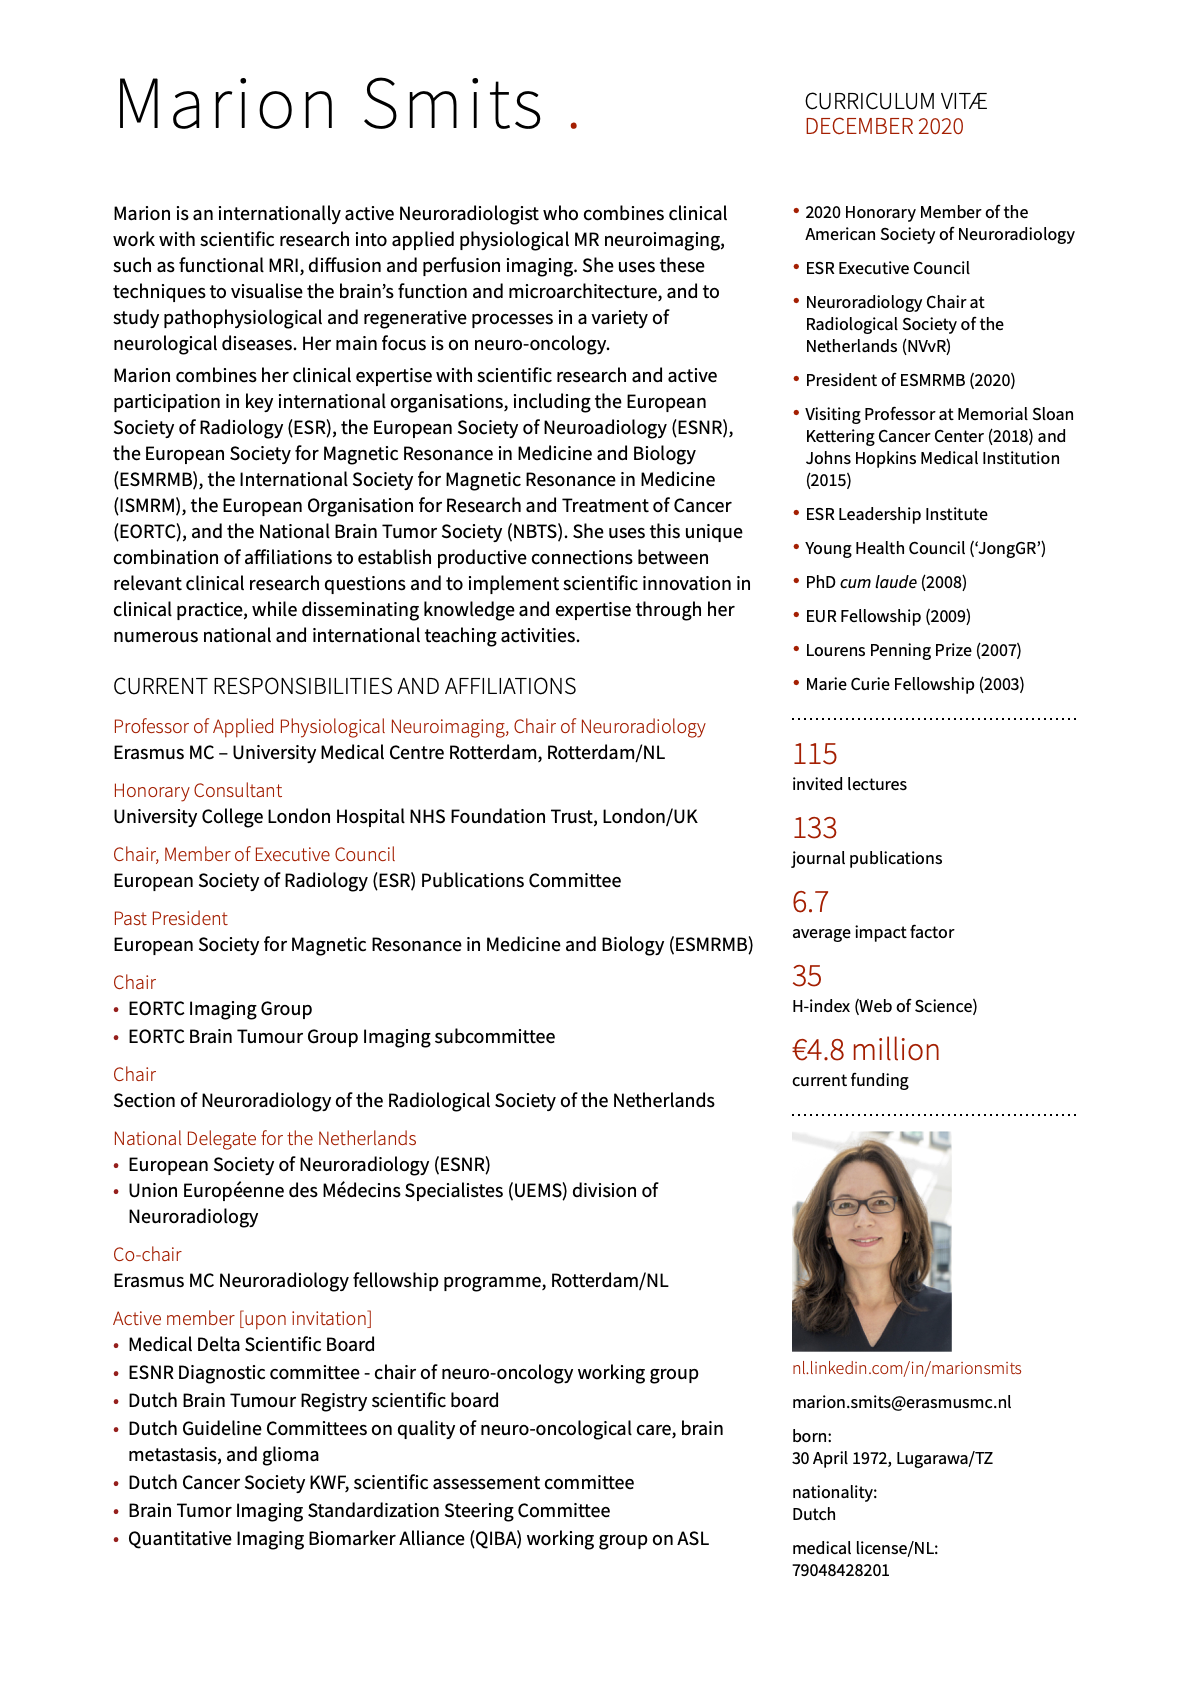 Marion Smits .
CURRICULUM VITÆ
DECEMBER 2020
Marion is an internationally active Neuroradiologist who combines clinical
work with scientific research into applied physiological MR neuroimaging,
such as functional MRI, diffusion and perfusion imaging. She uses these
techniques to visualise the brain’s function and microarchitecture, and to
study pathophysiological and regenerative processes in a variety of
neurological diseases. Her main focus is on neuro-oncology.
Marion combines her clinical expertise with scientific research and active
participation in key international organisations, including the European
Society of Radiology (ESR), the European Society of Neuroadiology (ESNR),
the European Society for Magnetic Resonance in Medicine and Biology
(ESMRMB), the International Society for Magnetic Resonance in Medicine
(ISMRM), the European Organisation for Research and Treatment of Cancer
(EORTC), and the National Brain Tumor Society (NBTS). She uses this unique
combination of affiliations to establish productive connections between
relevant clinical research questions and to implement scientific innovation in
clinical practice, while disseminating knowledge and expertise through her
numerous national and international teaching activities.
CURRENT RESPONSIBILITIES AND AFFILIATIONS
Professor of Applied Physiological Neuroimaging, Chair of Neuroradiology
Erasmus MC – University Medical Centre Rotterdam, Rotterdam/NL
Honorary Consultant
University College London Hospital NHS Foundation Trust, London/UK
Chair, Member of Executive Council
European Society of Radiology (ESR) Publications Committee
Past President
European Society for Magnetic Resonance in Medicine and Biology (ESMRMB)
Chair
• EORTC Imaging Group
• EORTC Brain Tumour Group Imaging subcommittee
Chair
Section of Neuroradiology of the Radiological Society of the Netherlands
National Delegate for the Netherlands
• European Society of Neuroradiology (ESNR)
• Union Européenne des Médecins Specialistes (UEMS) division of
Neuroradiology
Co-chair
Erasmus MC Neuroradiology fellowship programme, Rotterdam/NL
Active member [upon invitation]
• Medical Delta Scientific Board
• ESNR Diagnostic committee - chair of neuro-oncology working group
• Dutch Brain Tumour Registry scientific board
• Dutch Guideline Committees on quality of neuro-oncological care, brain
metastasis, and glioma
• Dutch Cancer Society KWF, scientific assessement committee
• Brain Tumor Imaging Standardization Steering Committee
• Quantitative Imaging Biomarker Alliance (QIBA) working group on ASL
• 2020 Honorary Member of the
American Society of Neuroradiology
• ESR Executive Council
• Neuroradiology Chair at
Radiological Society of the
Netherlands (NVvR)
• President of ESMRMB (2020)
• Visiting Professor at Memorial Sloan
Kettering Cancer Center (2018) and
Johns Hopkins Medical Institution
(2015)
• ESR Leadership Institute
• Young Health Council (‘JongGR’)
• PhD cum laude (2008)
• EUR Fellowship (2009)
• Lourens Penning Prize (2007)
• Marie Curie Fellowship (2003)
115
invited lectures
133
journal publications
6.7
average impact factor
35
H-index (Web of Science)
€4.8 million
current funding
nl.linkedin.com/in/marionsmits
marion.smits@erasmusmc.nl
born:
30 April 1972, Lugarawa/TZ
nationality:
Dutch
medical license/NL:
79048428201